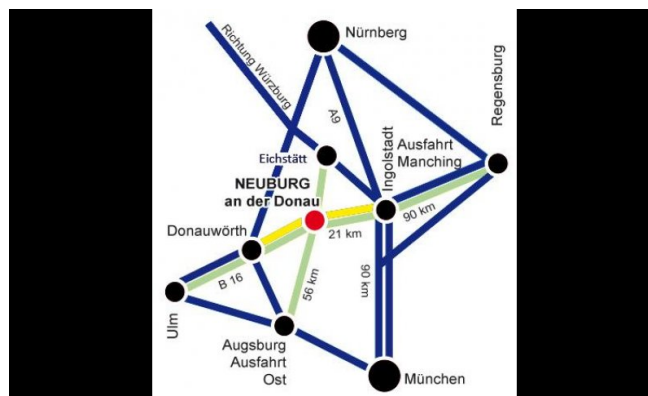 Nürnberg
Richtung Würzburg
Regensburg
A9
Ingolstadt
Ausfahrt
Manching
Eichstätt
NEUBURG
an der Donau
90 km
21 km
Donauwörth
B 16
56 km
90 km
Ulm
Augsburg
Ausfahrt
Ost
München